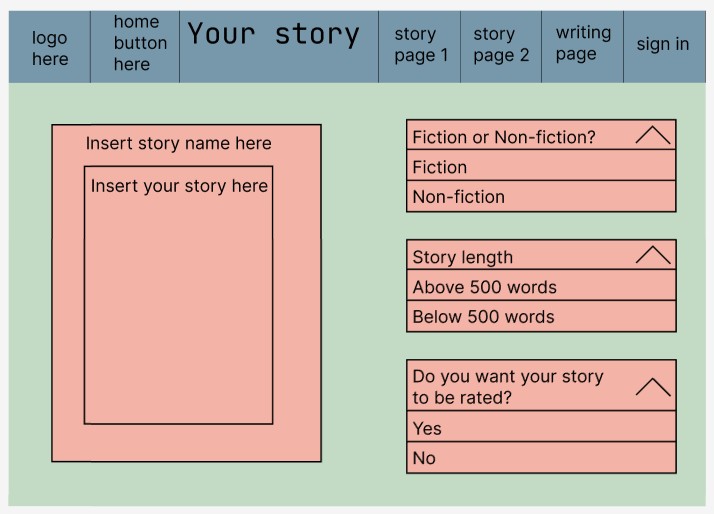 logo
here
home
button
here
Your story
story
page 1
story
page 2
writing
page
sign in
Insert story name here
Insert your story here
Fiction or Non-fiction?
Fiction
Non-fiction
Story length
Above 500 words
Below 500 words
Do you want your story
to be rated?
Yes
No